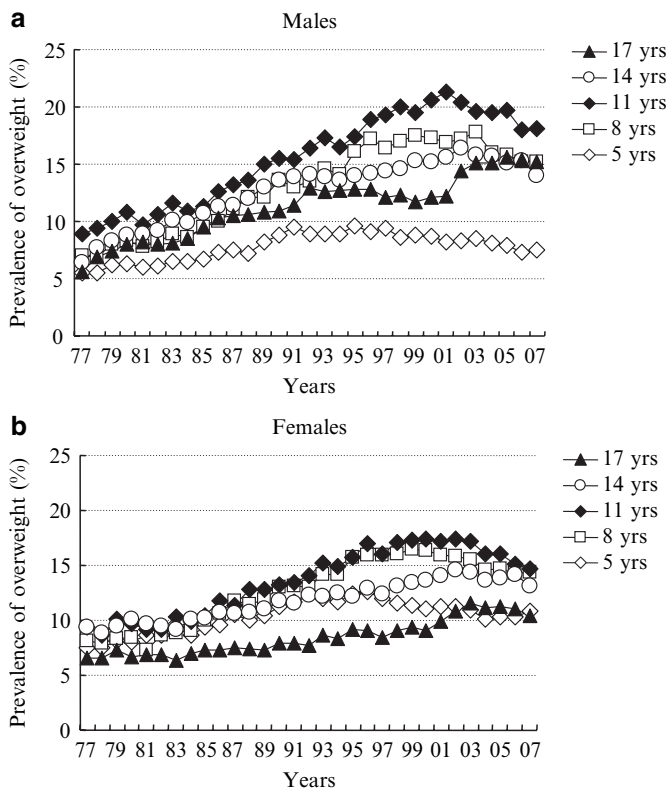 a
Males
Prevalence of overweight (%)
25
20
15
10
5
0
77 79 81 83 85 87 89 91 93 95 97 99 01 03 05 07
Years
17 yrs
14 yrs
11 yrs
8 yrs
5 yrs
b
Females
Prevalence of overweight (%)
25
20
15
10
5
0
77 79 81 83 85 87 89 91 93 95 97 99 01 03 05 07
Years
17 yrs
14 yrs
11 yrs
8 yrs
5 yrs